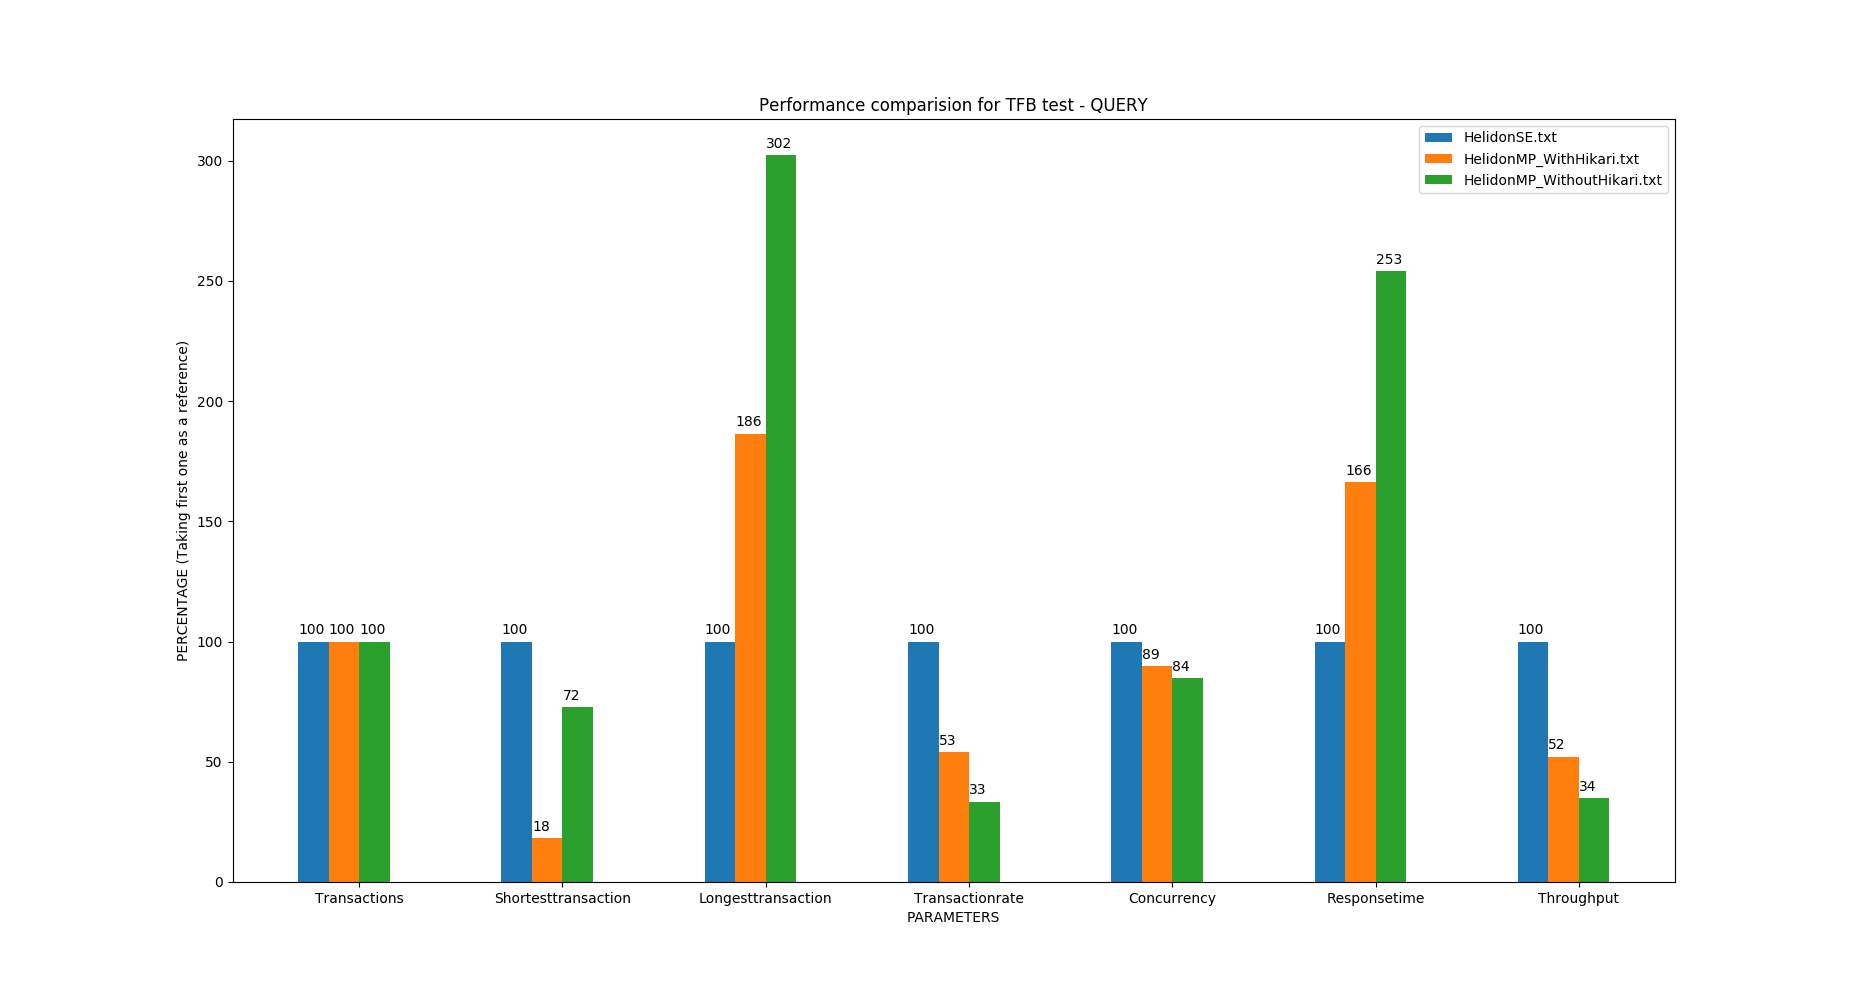 Performance comparision for TFB test - QUERY
HelidonSE.txt
HelidonMP_WithHikari.txt
HelidonMP_WithoutHikari.txt
PERCENTAGE (Taking first one as a reference)
300
250
200
150
100
50
0
100 100 100
100 18 72
100 186 302
100 53 33
100 89 84
100 166 253
100 52 34
Transactions Shortesttransaction Longesttransaction Transactionrate Concurrency Responsetime Throughput
PARAMETERS